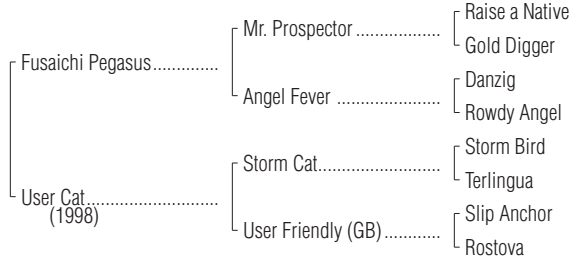 Raise a Native
Mr. Prospector ..................
Gold Digger
Fusaichi Pegasus..............
Danzig
Angel Fever ......................
Rowdy Angel
Storm Bird
Storm Cat..........................
Terlingua
User Cat............................
(1998)
Slip Anchor
User Friendly (GB)............
Rostova